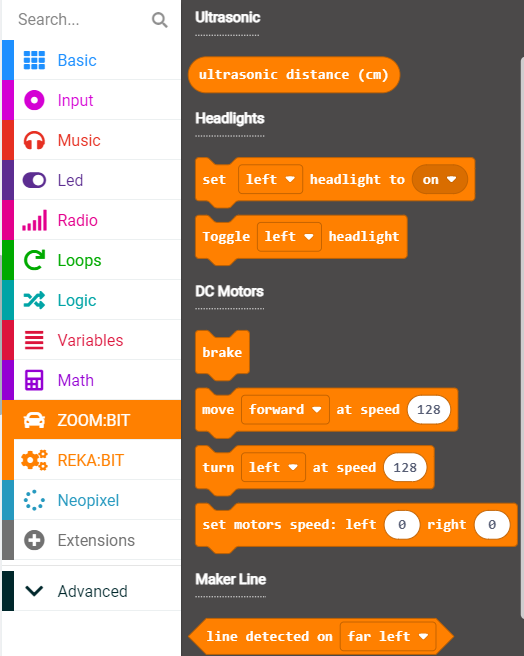 Search...
Basic
Input
Music
Led
Radio
Loops
Logic
Variables
Math
ZOOM:BIT
REKA:BIT
Neopixel
Extensions
Advanced
Ultrasonic
ultrasonic distance (cm)
Headlights
set left headlight to on
Toggle left headlight
DC Motors
brake
move forward at speed 128
turn left at speed 128
set motors speed: left 0 right 0
Maker Line
line detected on far left